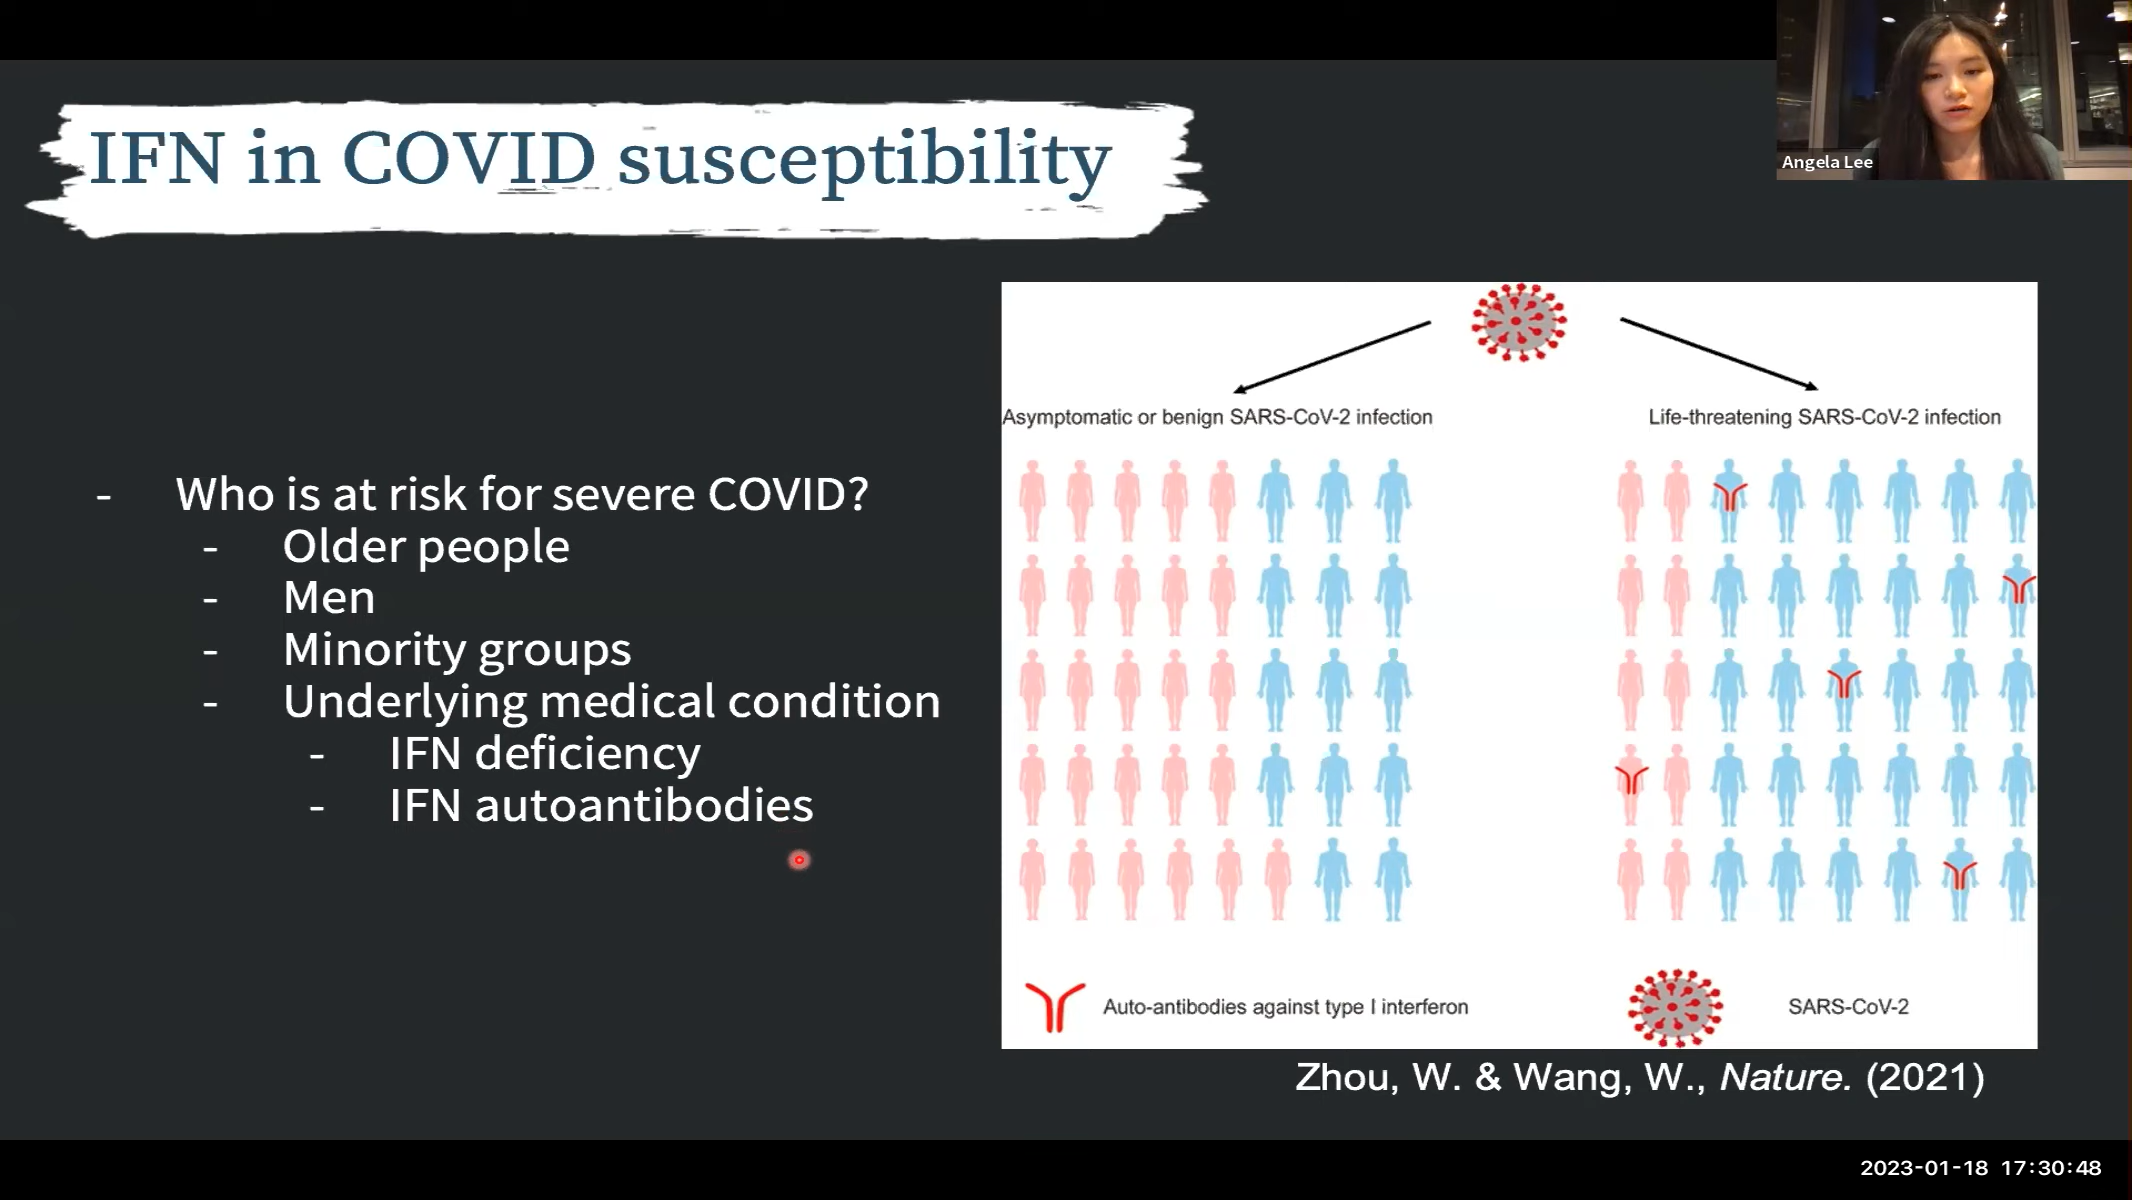 IFN in COVID susceptibility
Angela Lee
- Who is at risk for severe COVID?
- Older people
- Men
- Minority groups
- Underlying medical condition
- IFN deficiency
- IFN autoantibodies
Asymptomatic or benign SARS-CoV-2 infection
Life-threatening SARS-CoV-2 infection
Auto-antibodies against type I interferon
SARS-CoV-2
Zhou, W. & Wang, W., Nature. (2021)
2023-01-18 17:30:48